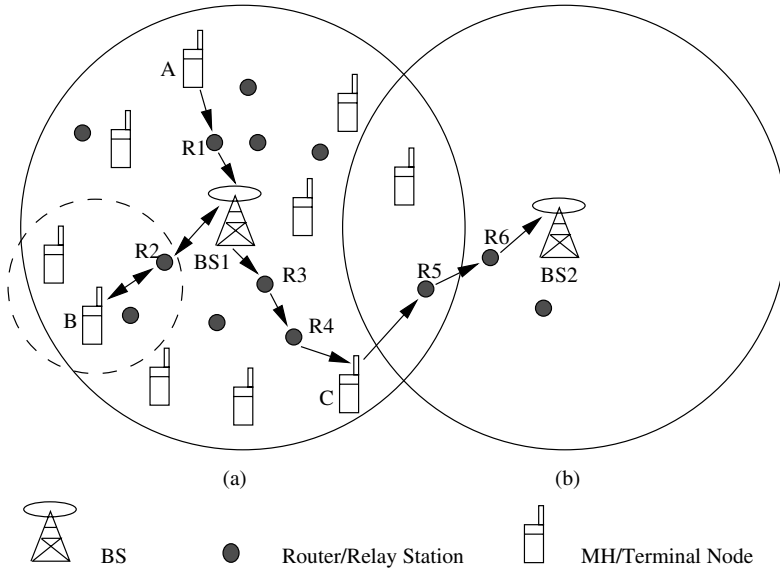 A
R1
R2
BS1
R6
BS2
R5
R3
B
R4
C
(a)
(b)
BS
Router/Relay Station
MH/Terminal Node